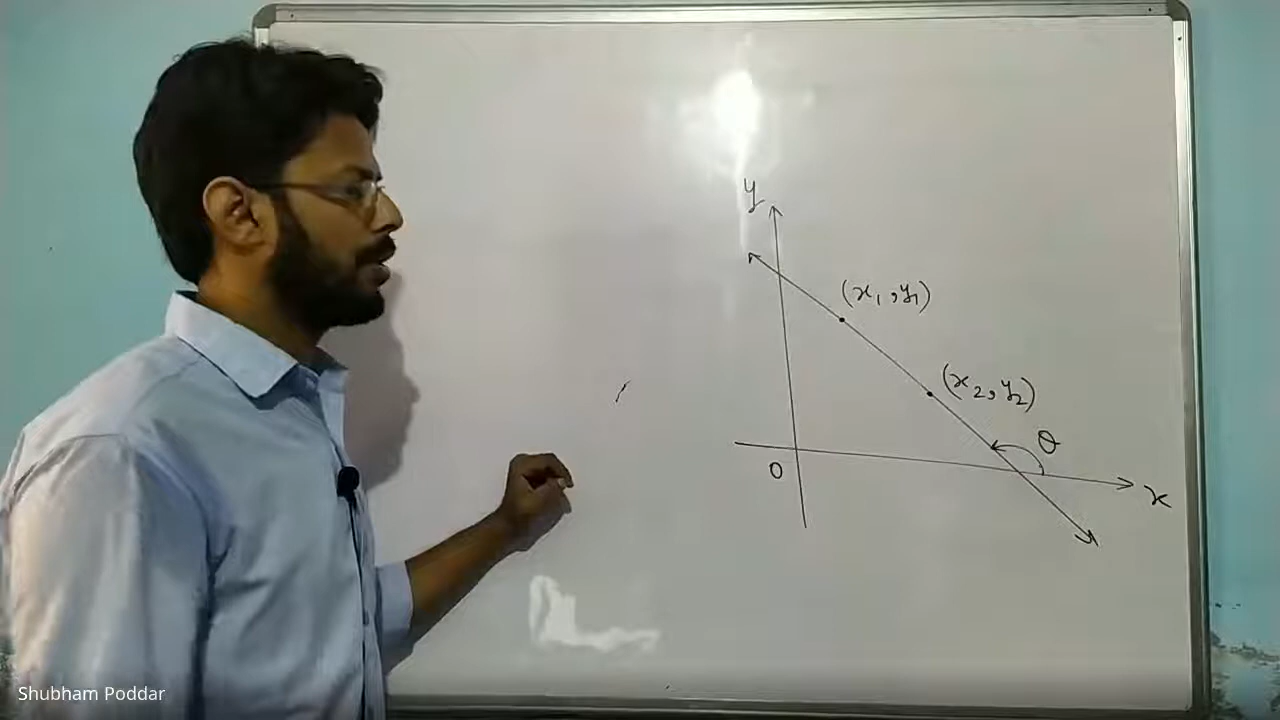 y
(x₁, y₁)
(x₂, y₂)
θ
O
x
Shubham Poddar